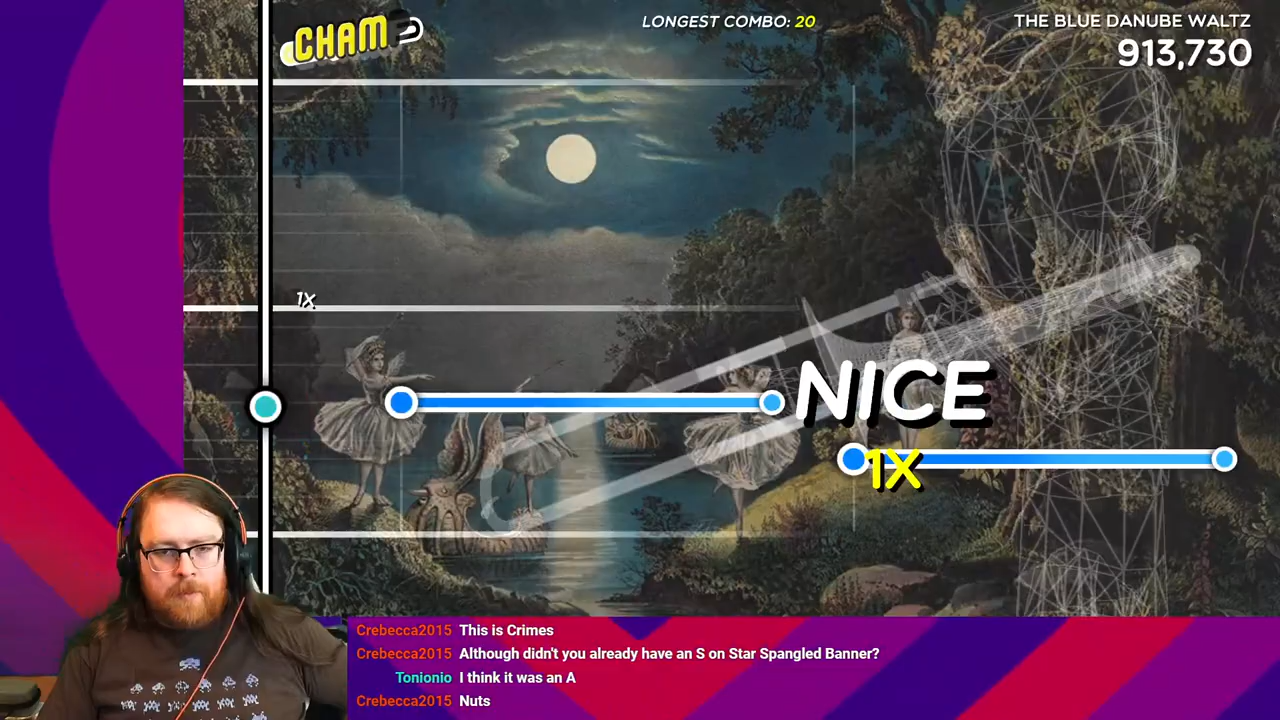 CHAM
LONGEST COMBO: 20
THE BLUE DANUBE WALTZ
913,730
1X
NICE
1X
Crebecca2015 This is Crimes
Crebecca2015 Although didn't you already have an S on Star Spangled Banner?
Tonionio I think it was an A
Crebecca2015 Nuts